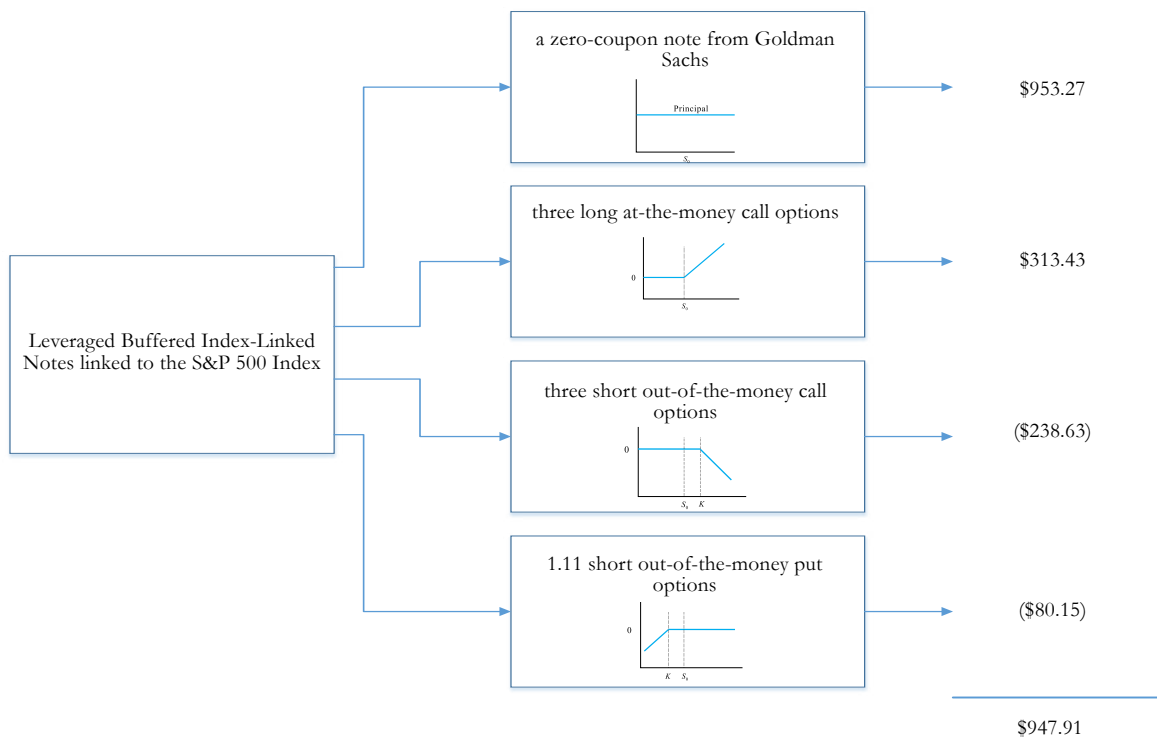 a zero-coupon note from Goldman
Sachs
Principal
S₀
$953.27
three long at-the-money call options
0
S₀
$313.43
Leveraged Buffered Index-Linked
Notes linked to the S&P 500 Index
three short out-of-the-money call
options
0
S₀ K
($238.63)
1.11 short out-of-the-money put
options
0
K S₀
($80.15)
$947.91